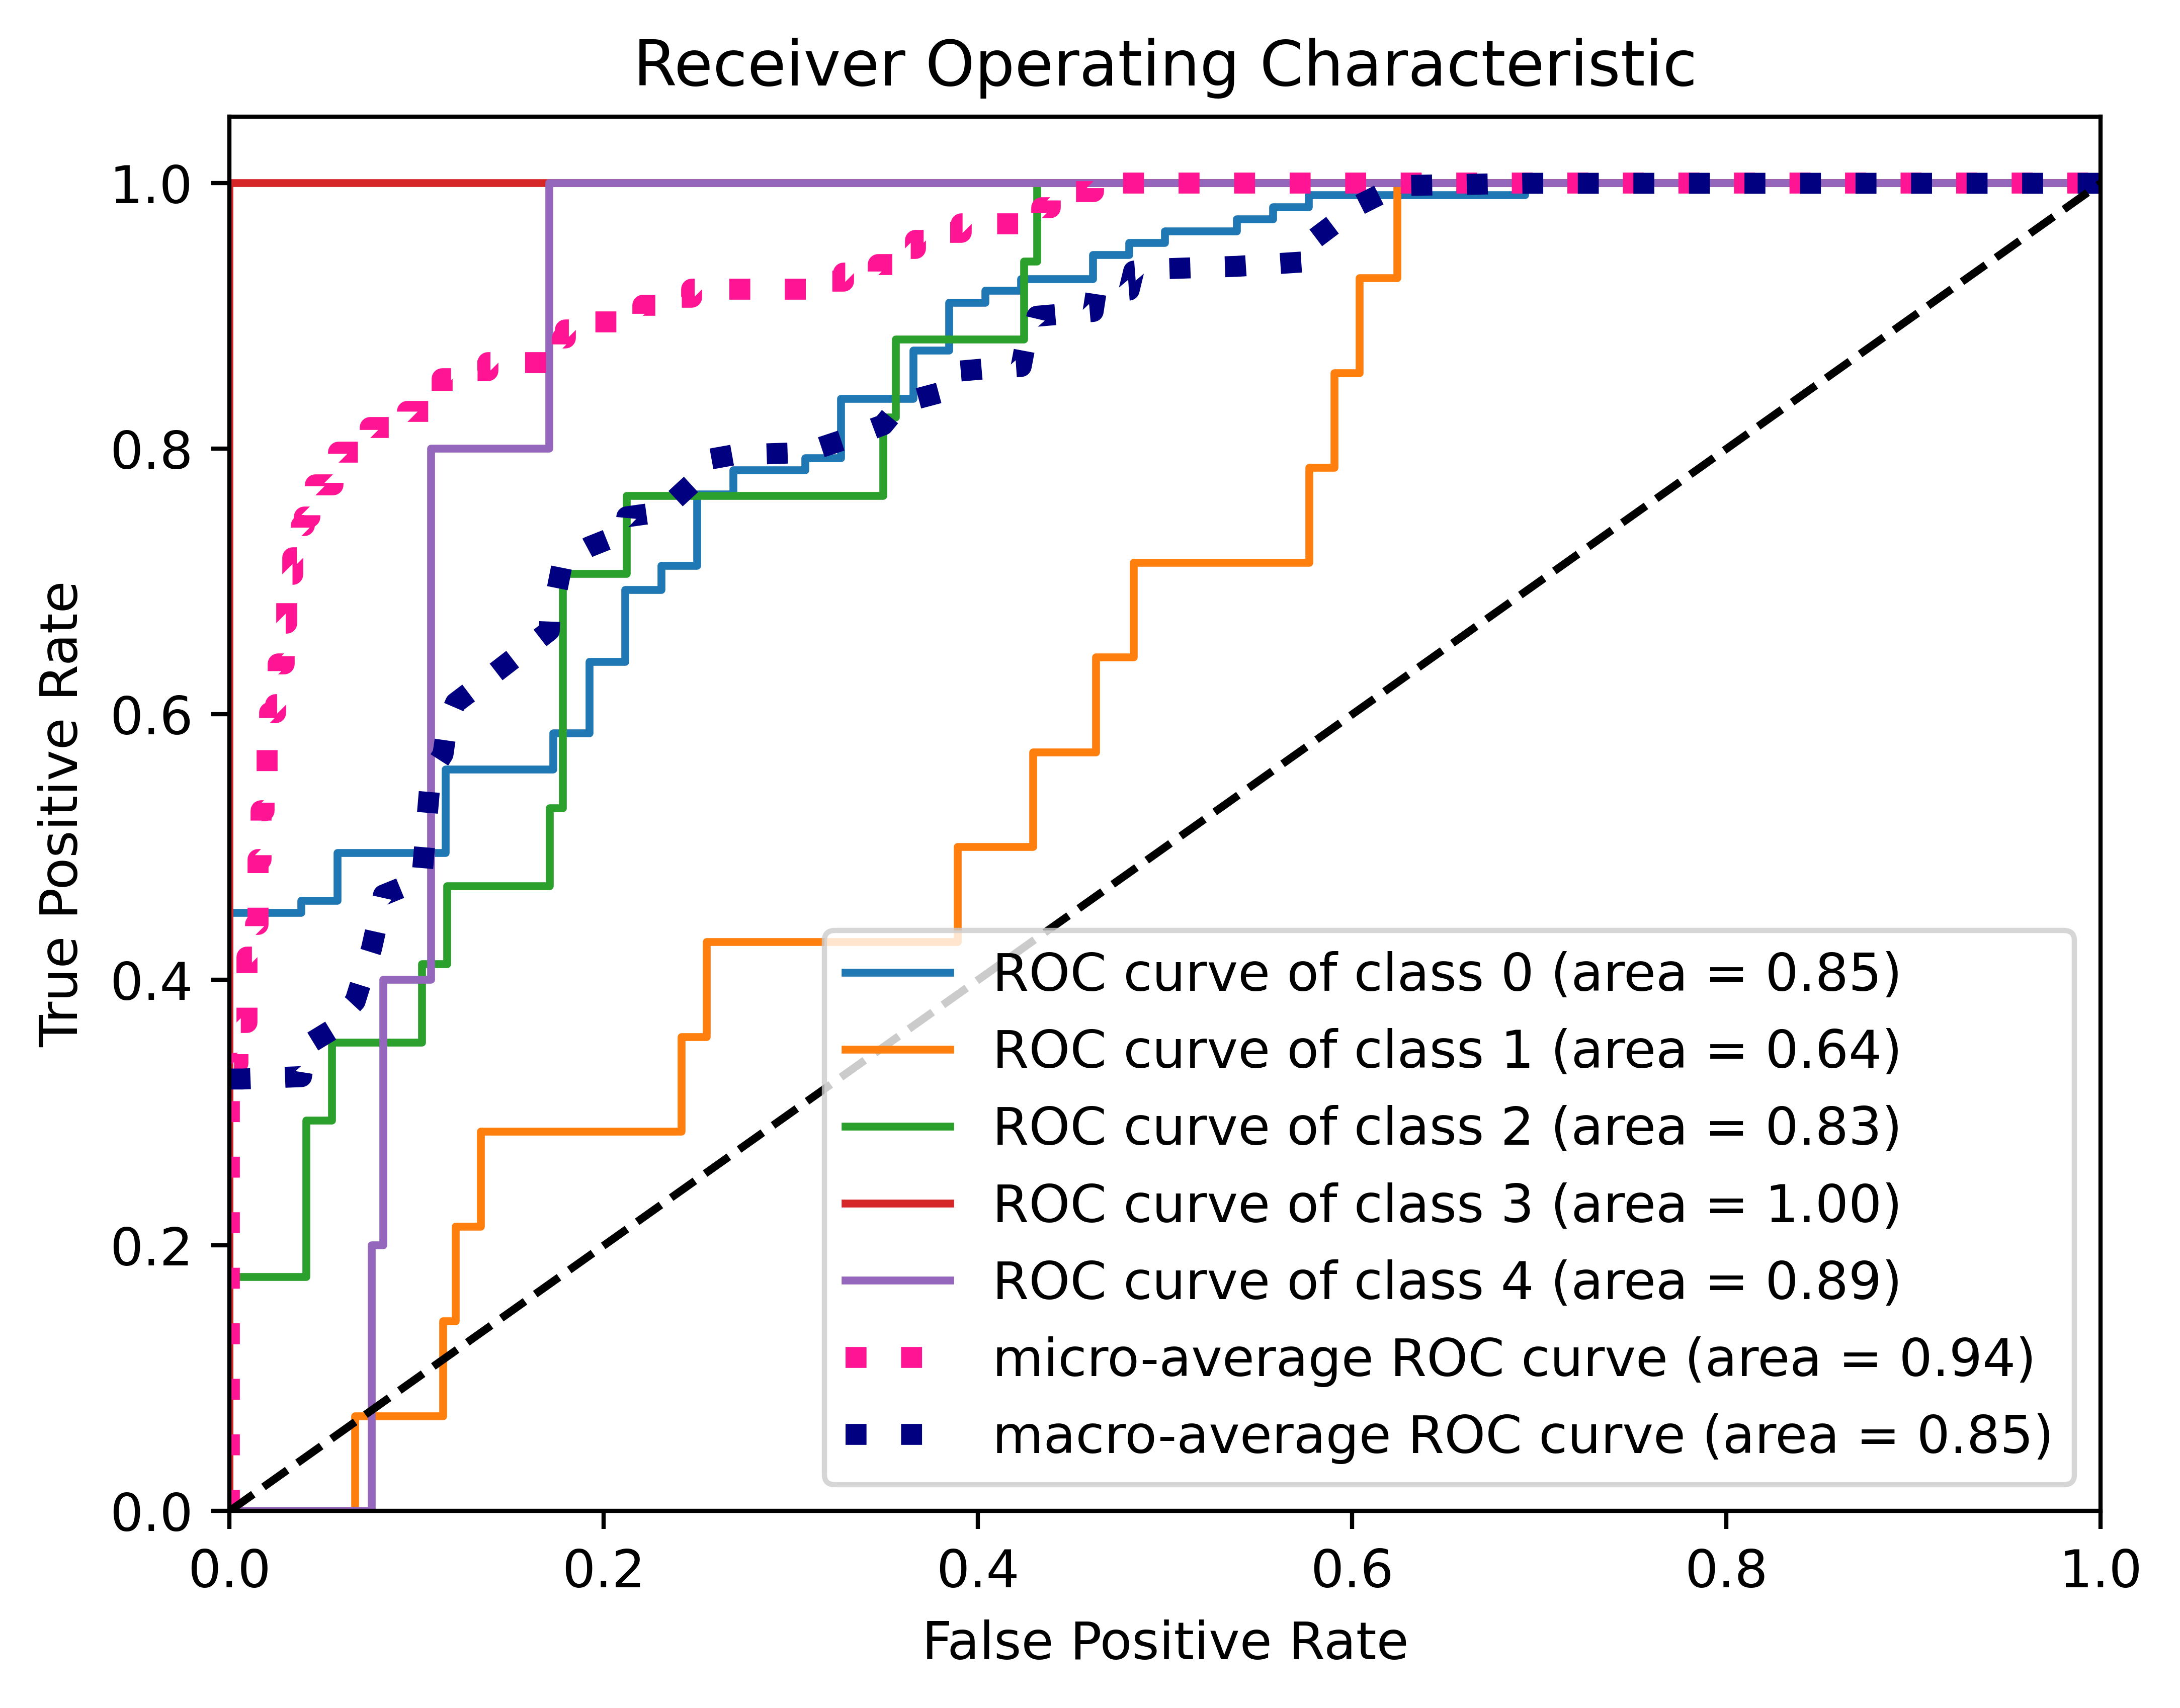 Receiver Operating Characteristic
1.0
0.8
0.6
0.4
0.2
0.0
True Positive Rate
ROC curve of class 0 (area = 0.85)
ROC curve of class 1 (area = 0.64)
ROC curve of class 2 (area = 0.83)
ROC curve of class 3 (area = 1.00)
ROC curve of class 4 (area = 0.89)
micro-average ROC curve (area = 0.94)
macro-average ROC curve (area = 0.85)
0.0 0.2 0.4 0.6 0.8 1.0
False Positive Rate